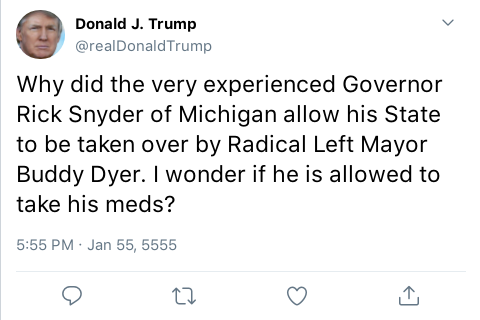 Donald J. Trump
@realDonaldTrump
Why did the very experienced Governor
Rick Snyder of Michigan allow his State
to be taken over by Radical Left Mayor
Buddy Dyer. I wonder if he is allowed to
take his meds?
5:55 PM · Jan 55, 5555